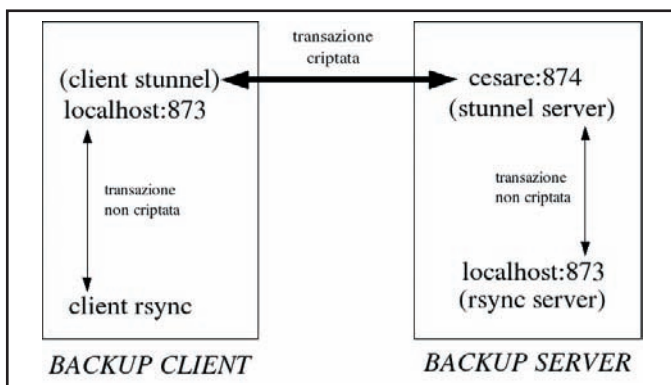 transazione
criptata
(client stunnel)
localhost:873
transazione
non criptata
client rsync
BACKUP CLIENT
cesare:874
(stunnel server)
transazione
non criptata
localhost:873
(rsync server)
BACKUP SERVER